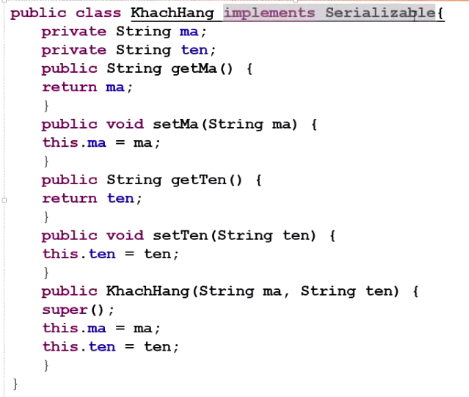 public class KhachHang implements Serializable{
private String ma;
private String ten;
public String getMa() {
return ma;
}
public void setMa(String ma) {
this.ma = ma;
}
public String getTen() {
return ten;
}
public void setTen(String ten) {
this.ten = ten;
}
public KhachHang(String ma, String ten) {
super();
this.ma = ma;
this.ten = ten;
}
}